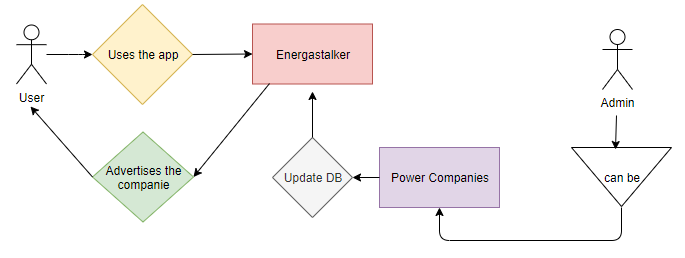 Uses the app
Energastalker
User
Admin
Advertises the
companie
Update DB
Power Companies
can be